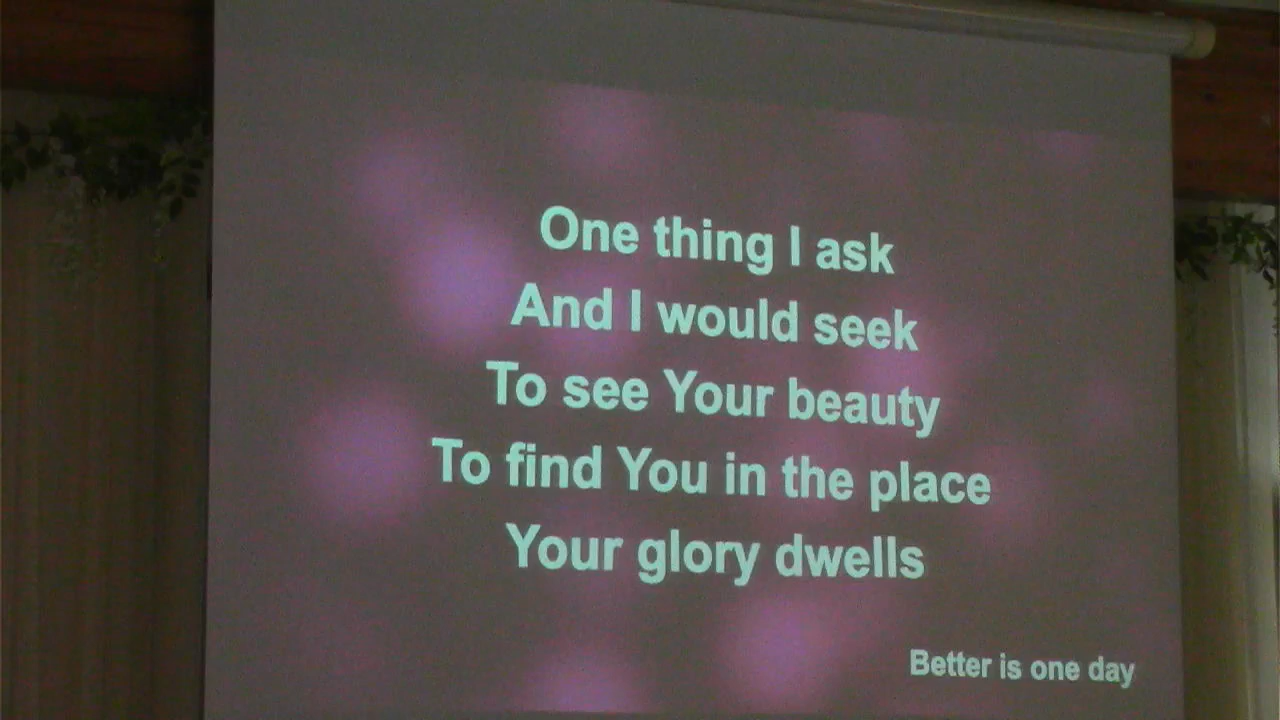 One thing I ask
And I would seek
To see Your beauty
To find You in the place
Your glory dwells
Better is one day